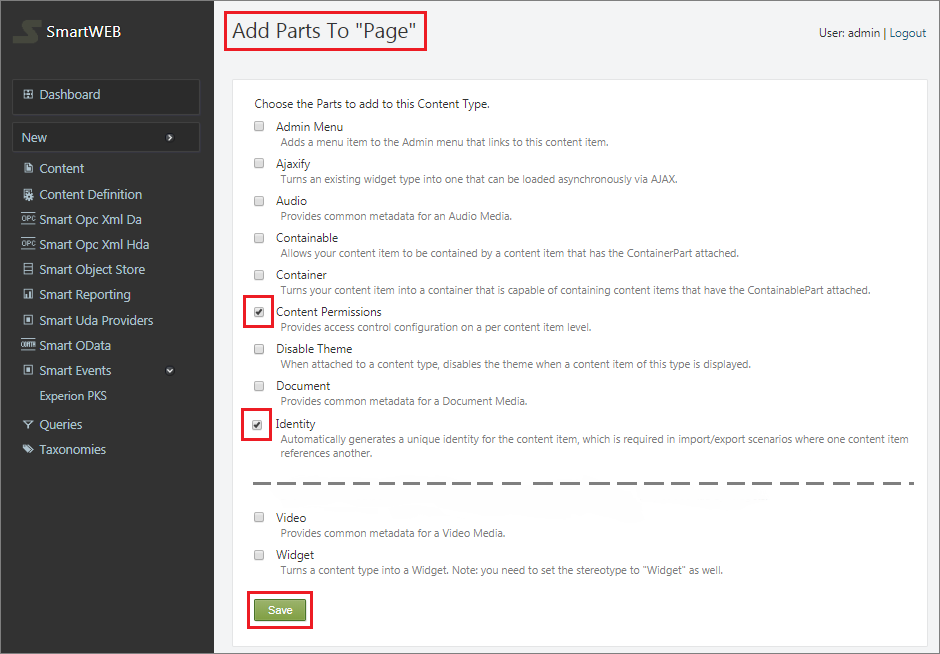 SmartWEB
Add Parts To "Page"
User: admin | Logout
Dashboard
New
Content
Content Definition
OPC Smart Opc Xml Da
OPC Smart Opc Xml Hda
Smart Object Store
Smart Reporting
Smart Uda Providers
Smart OData
Smart Events
Experion PKS
Queries
Taxonomies
Choose the Parts to add to this Content Type.
Admin Menu
Adds a menu item to the Admin menu that links to this content item.
Ajaxify
Turns an existing widget type into one that can be loaded asynchronously via AJAX.
Audio
Provides common metadata for an Audio Media.
Containable
Allows your content item to be contained by a content item that has the ContainerPart attached.
Container
Turns your content item into a container that is capable of containing content items that have the ContainablePart attached.
Content Permissions
Provides access control configuration on a per content item level.
Disable Theme
When attached to a content type, disables the theme when a content item of this type is displayed.
Document
Provides common metadata for a Document Media.
Identity
Automatically generates a unique identity for the content item, which is required in import/export scenarios where one content item
references another.
Video
Provides common metadata for a Video Media.
Widget
Turns a content type into a Widget. Note: you need to set the stereotype to "Widget" as well.
Save